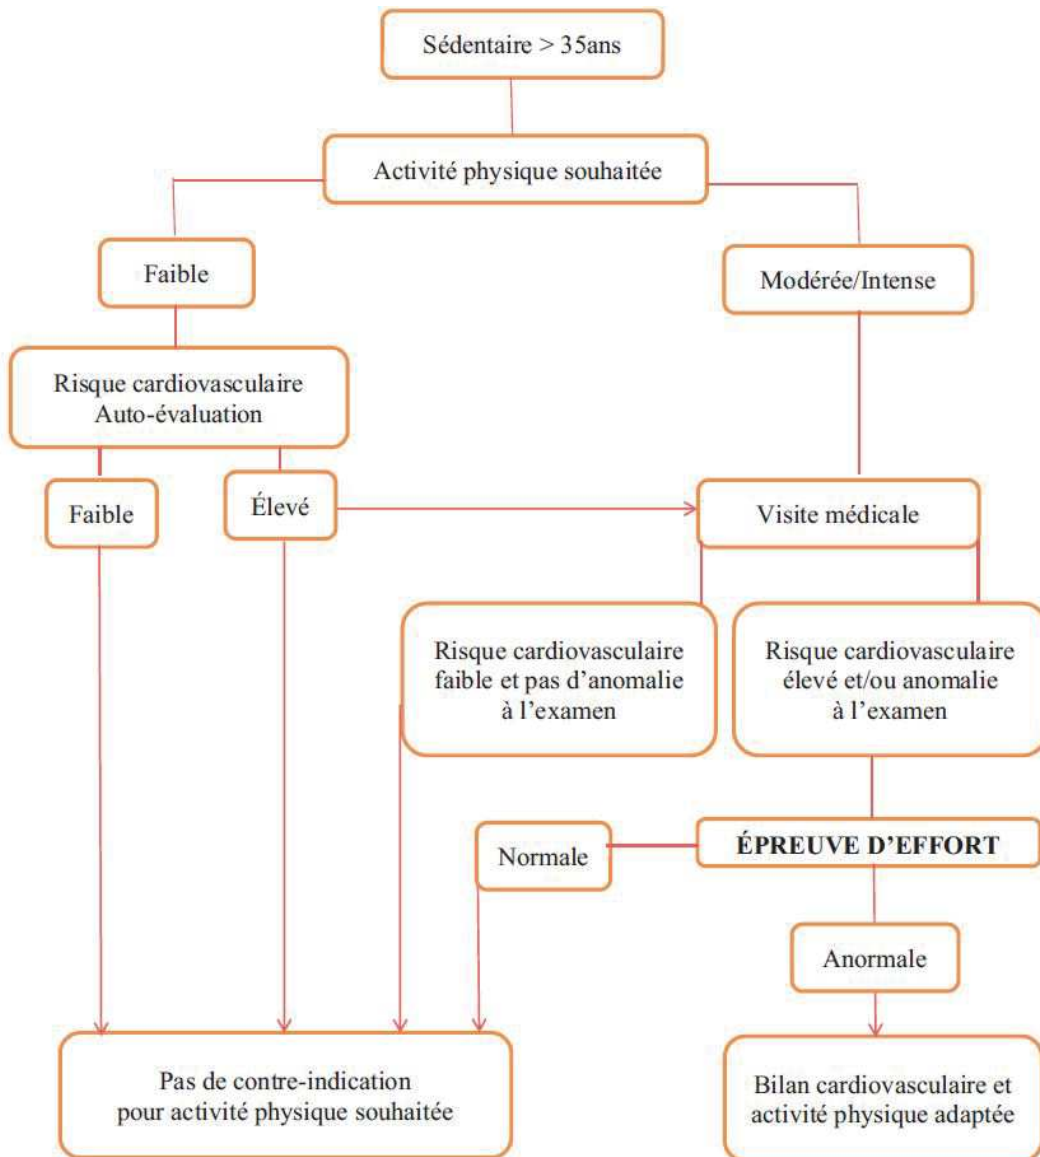 Sédentaire > 35ans
Activité physique souhaitée
Faible
Modérée/Intense
Risque cardiovasculaire
Auto-évaluation
Faible
Élevé
Visite médicale
Risque cardiovasculaire
faible et pas d’anomalie
à l’examen
Risque cardiovasculaire
élevé et/ou anomalie
à l’examen
Normale
ÉPREUVE D’EFFORT
Anormale
Pas de contre-indication
pour activité physique souhaitée
Bilan cardiovasculaire et
activité physique adaptée